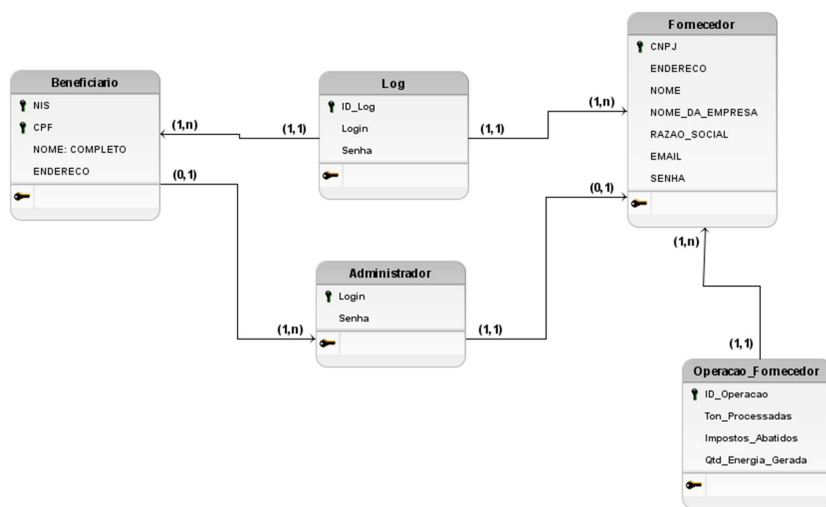 Fornecedor
CNPJ
ENDERECO
NOME
NOME_DA_EMPRESA
RAZAO_SOCIAL
EMAIL
SENHA
Beneficiario
NIS
CPF
NOME: COMPLETO
ENDERECO
Log
ID_Log
Login
Senha
(1,n)
(1,1)
(1,1)
(1,n)
(0,1)
(0,1)
Administrador
Login
Senha
(1,n)
(1,1)
(1,n)
(1,1)
Operacao_Fornecedor
ID_Operacao
Ton_Processadas
Impostos_Abatidos
Qtd_Energia_Gerada